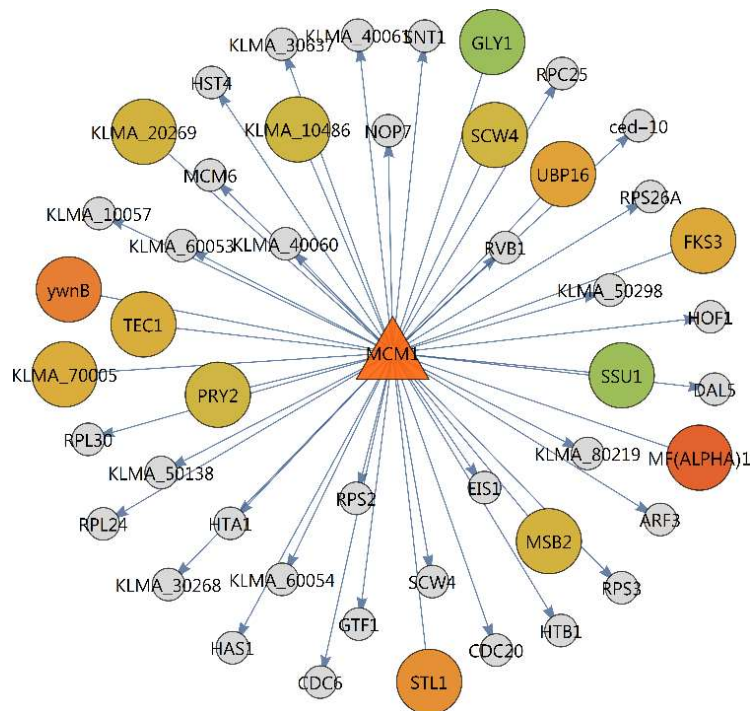 KLMA_40061
SNT1
KLMA_30637
GLY1
HST4
RPC25
KLMA_20269
KLMA_10486
NOP7
SCW4
ced-10
MCM6
UBP16
RPS26A
KLMA_10057
KLMA_60053
KLMA_40060
RVB1
FKS3
ywnB
KLMA_50298
TEC1
HOF1
MCM1
KLMA_70005
PRY2
SSU1
DAL5
RPL30
KLMA_50138
KLMA_80219
MF(ALPHA)1
RPL24
HTA1
RPS2
EIS1
ARF3
MSB2
KLMA_30268
KLMA_60054
SCW4
RPS3
HAS1
GTF1
HTB1
CDC20
CDC6
STL1